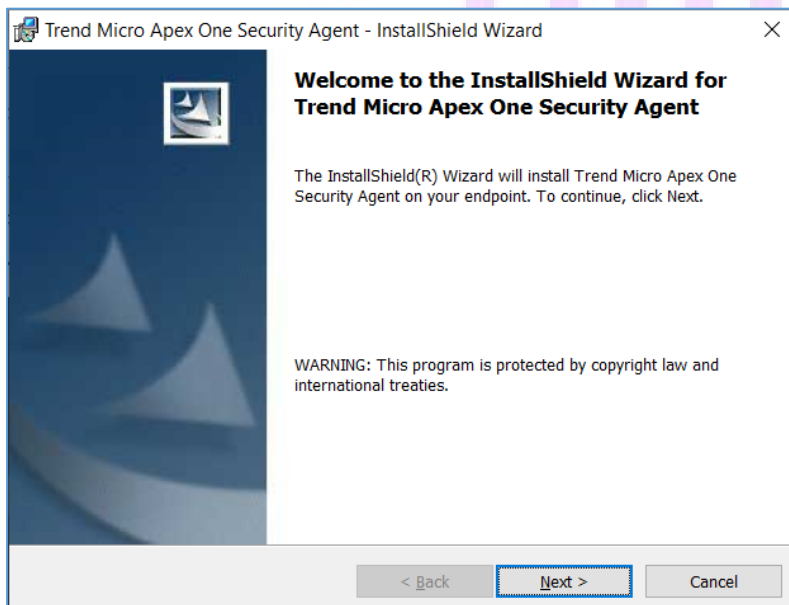 Trend Micro Apex One Security Agent - InstallShield Wizard
Welcome to the InstallShield Wizard for
Trend Micro Apex One Security Agent
The InstallShield(R) Wizard will install Trend Micro Apex One
Security Agent on your endpoint. To continue, click Next.
WARNING: This program is protected by copyright law and
international treaties.
< Back
Next >
Cancel